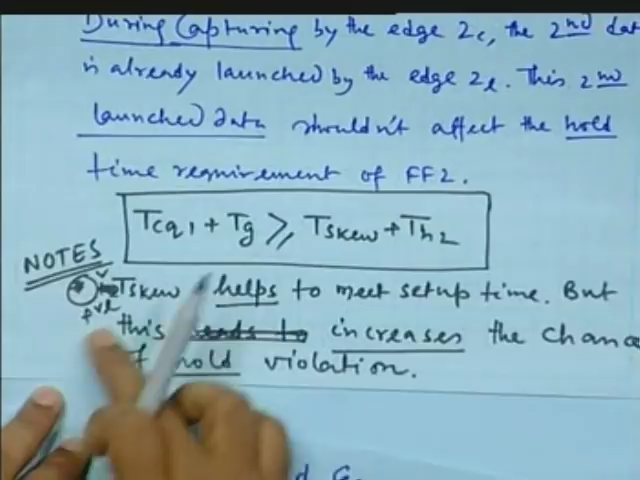 During Capturing by the edge 2c, the 2nd dat
is already launched by the edge 2l. This 2nd
launched data shouldn't affect the hold
time requirement of FF2.
Tcq1 + Tg ≥ Tskew + Th2
NOTES
+ve Tskew helps to meet setup time. But
this increases the chanc
of hold violation.